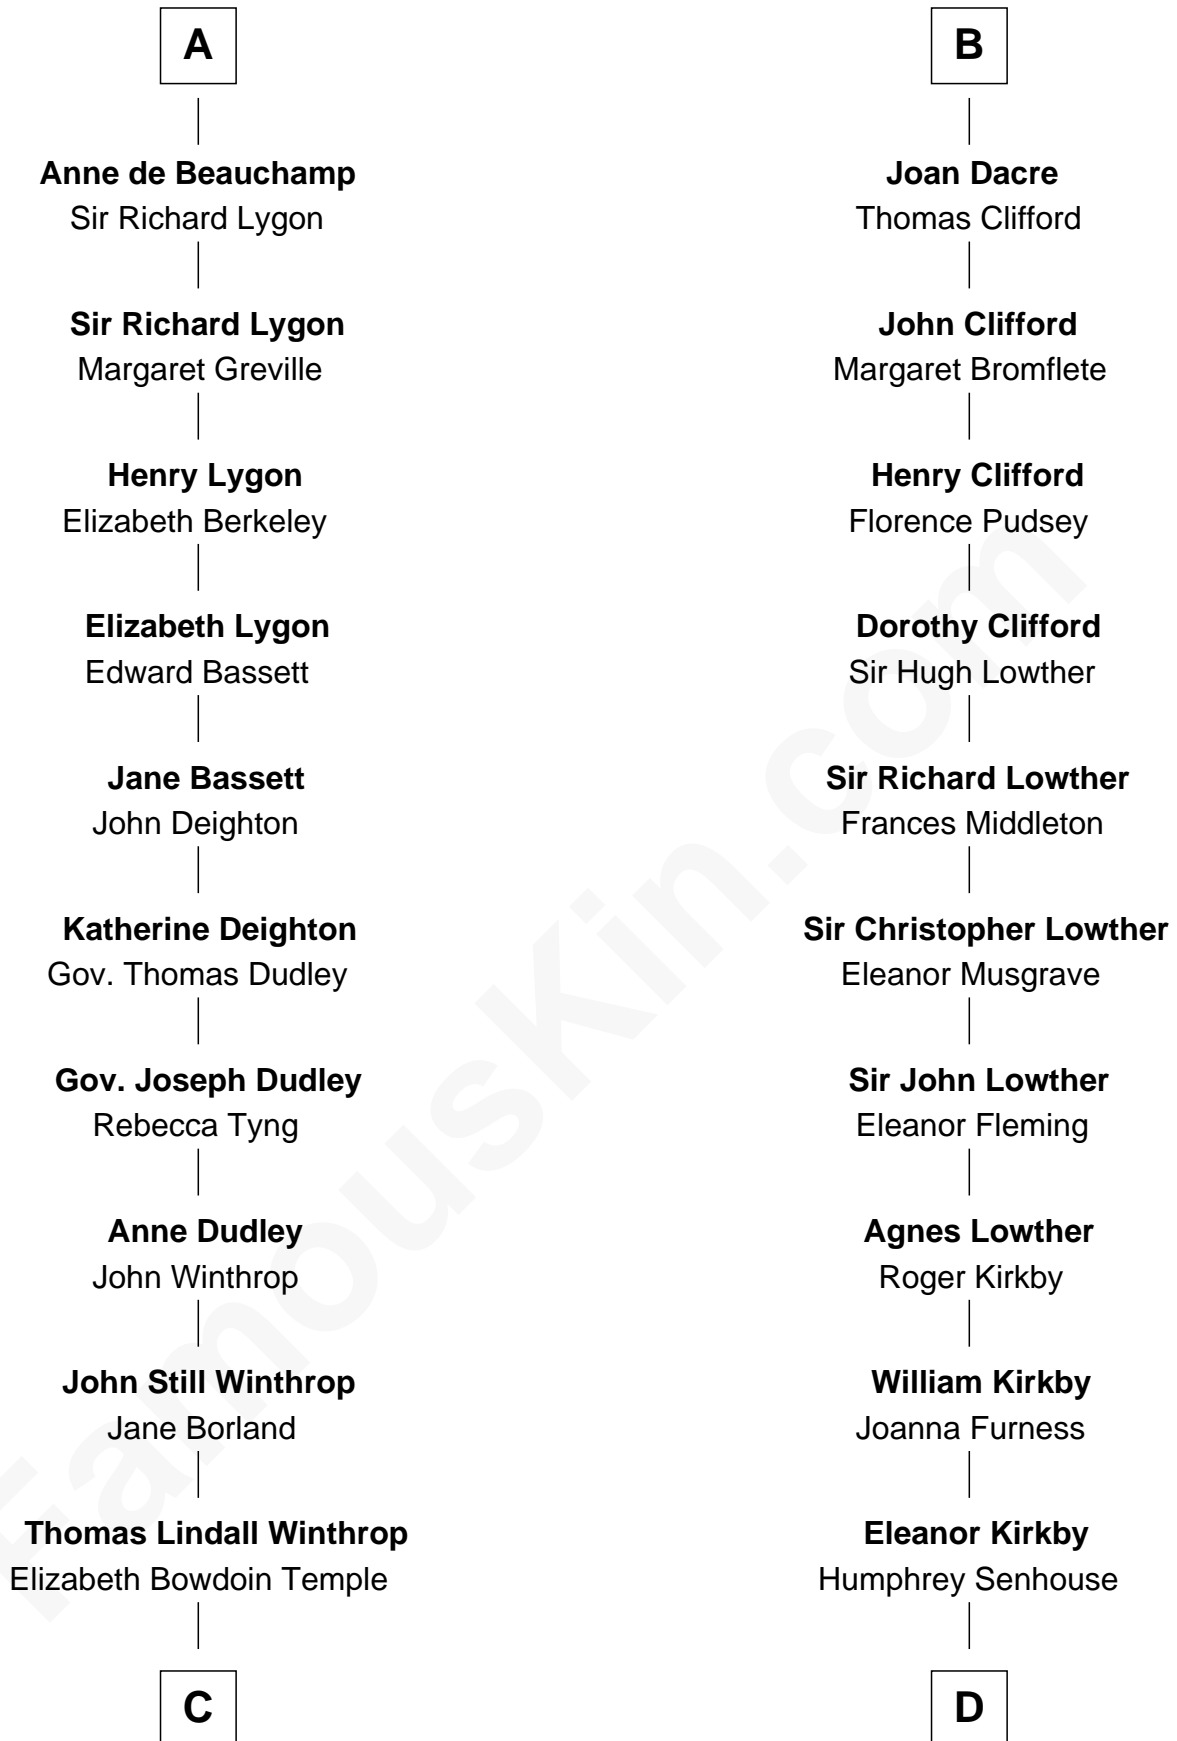 A
Anne de Beauchamp
Sir Richard Lygon
Sir Richard Lygon
Margaret Greville
Henry Lygon
Elizabeth Berkeley
Elizabeth Lygon
Edward Bassett
Jane Bassett
John Deighton
Katherine Deighton
Gov. Thomas Dudley
Gov. Joseph Dudley
Rebecca Tyng
Anne Dudley
John Winthrop
John Still Winthrop
Jane Borland
Thomas Lindall Winthrop
Elizabeth Bowdoin Temple
C
B
Joan Dacre
Thomas Clifford
John Clifford
Margaret Bromflete
Henry Clifford
Florence Pudsey
Dorothy Clifford
Sir Hugh Lowther
Sir Richard Lowther
Frances Middleton
Sir Christopher Lowther
Eleanor Musgrave
Sir John Lowther
Eleanor Fleming
Agnes Lowther
Roger Kirkby
William Kirkby
Joanna Furness
Eleanor Kirkby
Humphrey Senhouse
D
FamousKin.com